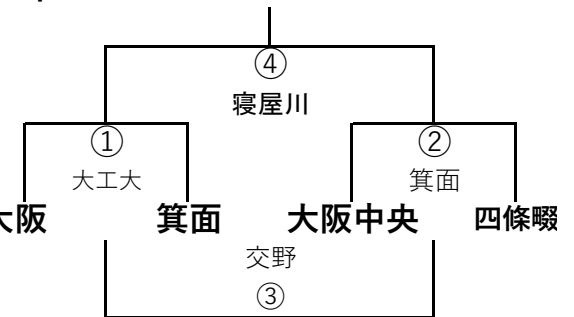 ④
寝屋川
① ②
大工大 箕面
大阪 箕面 大阪中央 四條畷
交野
③